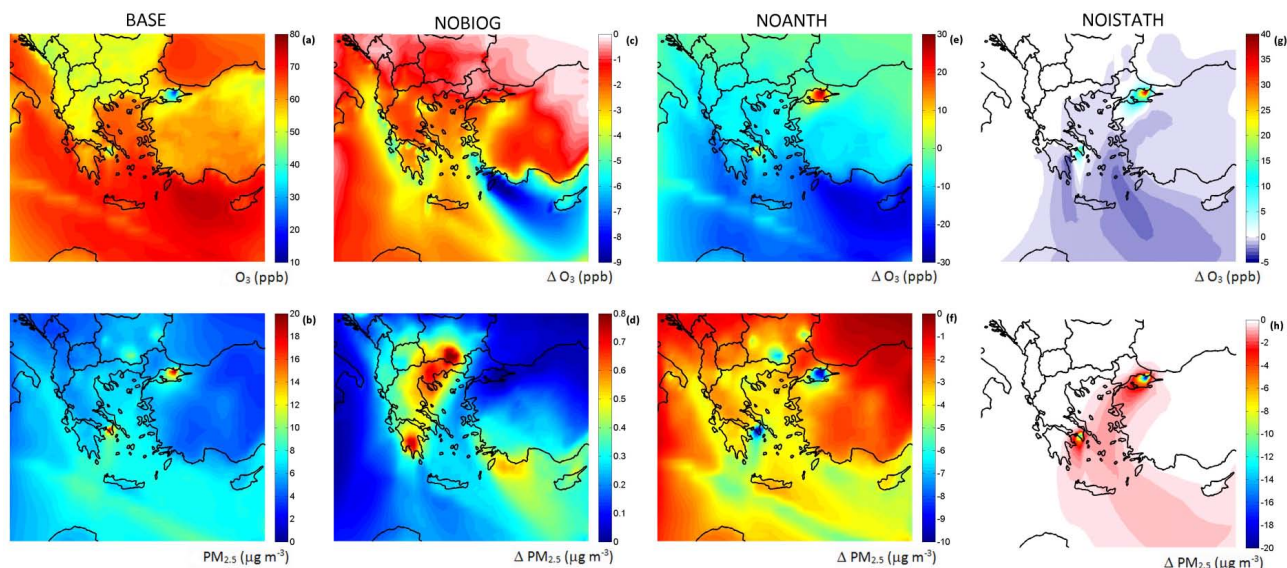 BASE NOBIOG NOANTH NOISTATH
(a) 80 70 60 50 40 30 20 10
(c) 0 -1 -2 -3 -4 -5 -6 -7 -8 -9
(e) 30 20 10 0 -10 -20 -30
(g) 40 35 30 25 20 15 10 5 0 -5
O3 (ppb) Δ O3 (ppb) Δ O3 (ppb) Δ O3 (ppb)
(b) 20 18 16 14 12 10 8 6 4 2 0
(d) 0.8 0.7 0.6 0.5 0.4 0.3 0.2 0.1 0
(f) 0 -1 -2 -3 -4 -5 -6 -7 -8 -9 -10
(h) 0 -2 -4 -6 -8 -10 -12 -14 -16 -18 -20
PM2.5 (μg m-3) Δ PM2.5 (μg m-3) Δ PM2.5 (μg m-3) Δ PM2.5 (μg m-3)